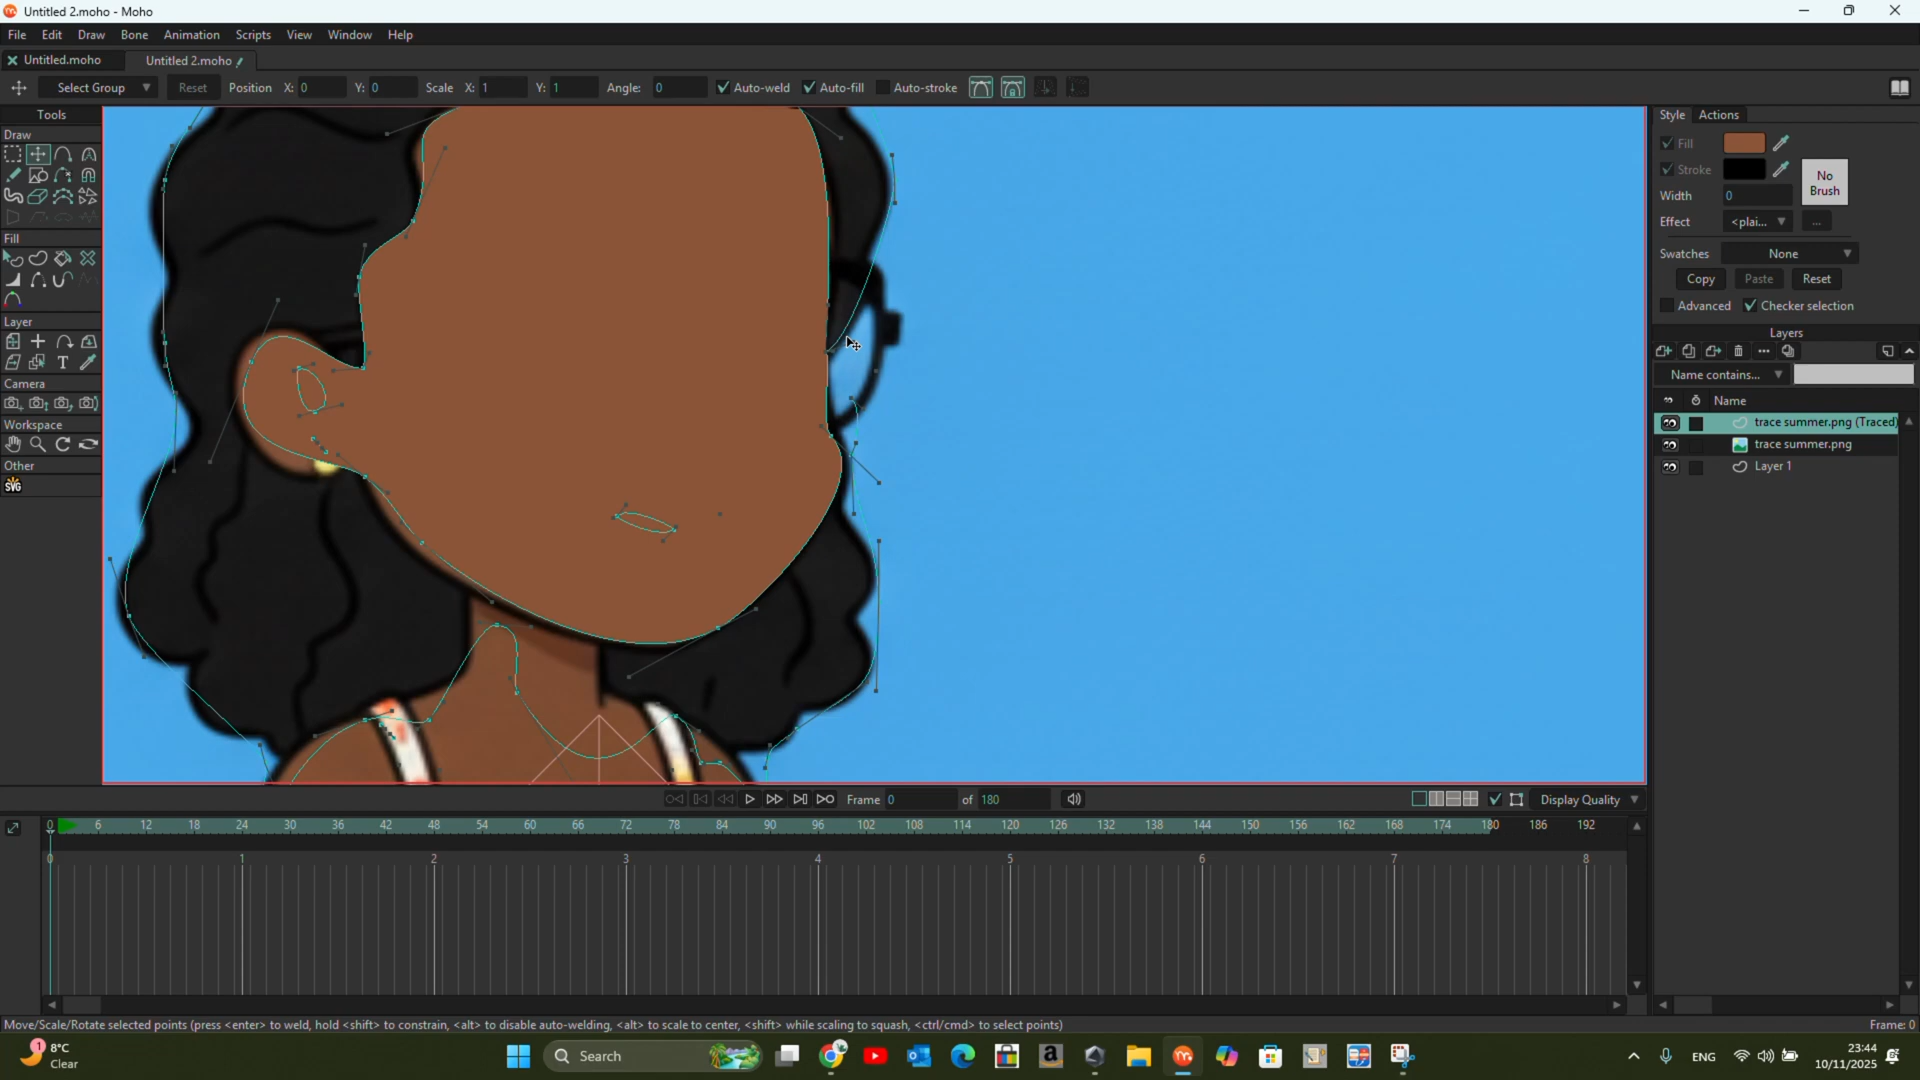 Untitled 2.moho - Moho
File Edit Draw Bone Animation Scripts View Window Help
Untitled.moho Untitled 2.moho
Select Group Reset Position X: 0 Y: 0 Scale X: 1 Y: 1 Angle: 0 Auto-weld Auto-fill Auto-stroke
Tools
Draw
Fill
Layer
Camera
Workspace
Other
SVG
Style Actions
Fill
Stroke
No Brush
Width 0
Effect <plai... ...
Swatches None
Copy Paste Reset
Advanced Checker selection
Layers
Name contains...
Name
trace summer.png (Traced)
trace summer.png
Layer 1
Frame 0 of 180 Display Quality
0 6 12 18 24 30 36 42 48 54 60 66 72 78 84 90 96 102 108 114 120 126 132 138 144 150 156 162 168 174 180 186 192
0 1 2 3 4 5 6 7 8
Move/Scale/Rotate selected points (press <enter> to weld, hold <shift> to constrain, <alt> to disable auto-welding, <alt> to scale to center, <shift> while scaling to squash, <ctrl/cmd> to select points) Frame: 0
1 8°C
Clear
Search
ENG
23:44
10/11/2025